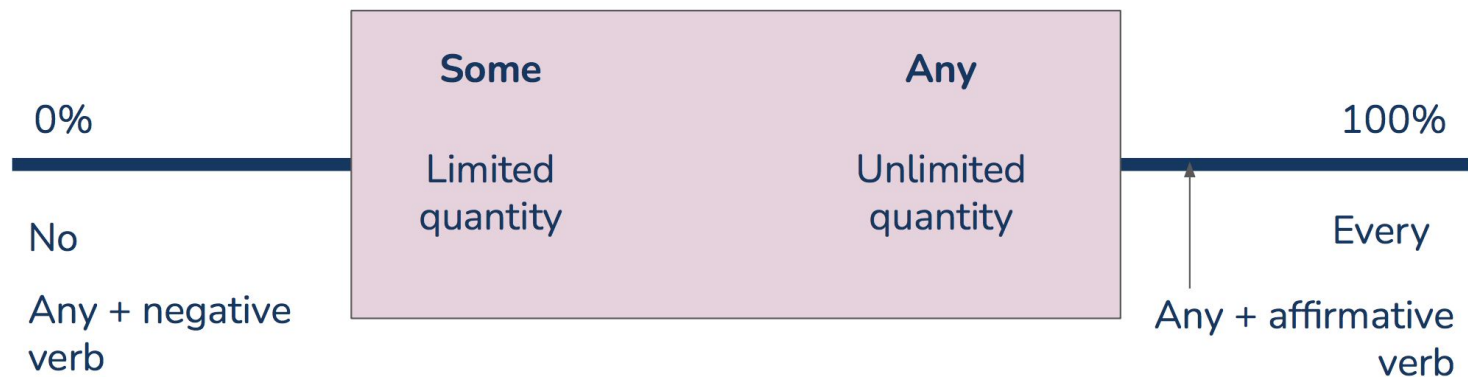 Some
Any
0%
100%
Limited
quantity
Unlimited
quantity
No
Every
Any + negative
verb
Any + affirmative
verb